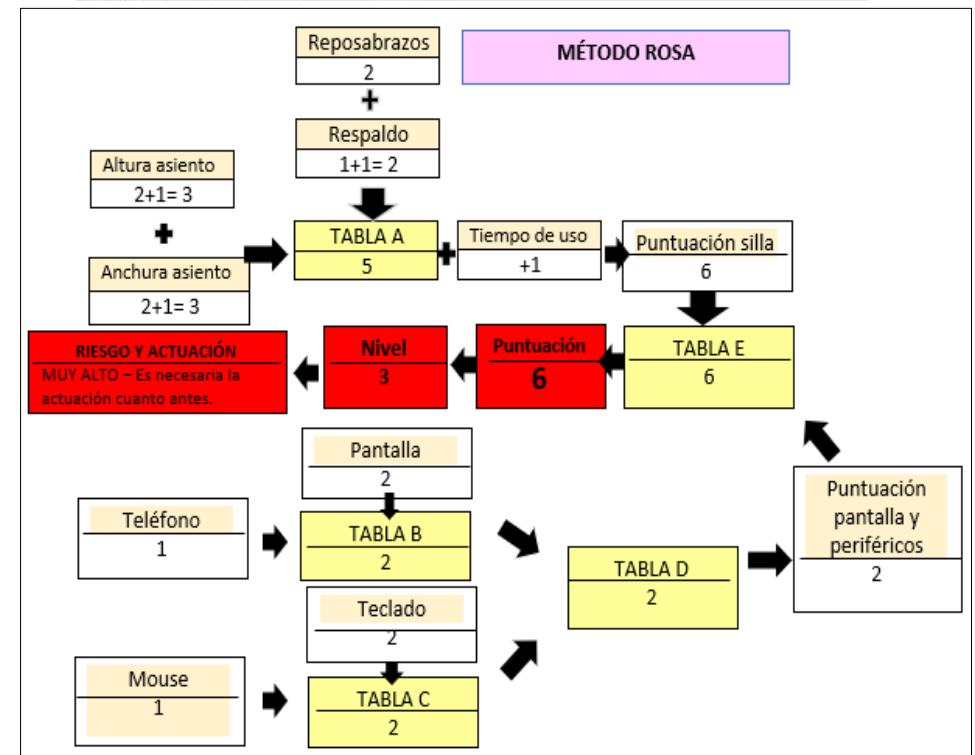 Reposabrazos
2
MÉTODO ROSA
Respaldo
1+1= 2
Altura asiento
2+1= 3
Anchura asiento
2+1= 3
TABLA A
5
Tiempo de uso
+1
Puntuación silla
6
RIESGO Y ACTUACIÓN
MUY ALTO – Es necesaria la
actuación cuanto antes.
Nivel
3
Puntuación
6
TABLA E
6
Pantalla
2
Teléfono
1
TABLA B
2
Puntuación
pantalla y
periféricos
2
TABLA D
2
Teclado
2
Mouse
1
TABLA C
2